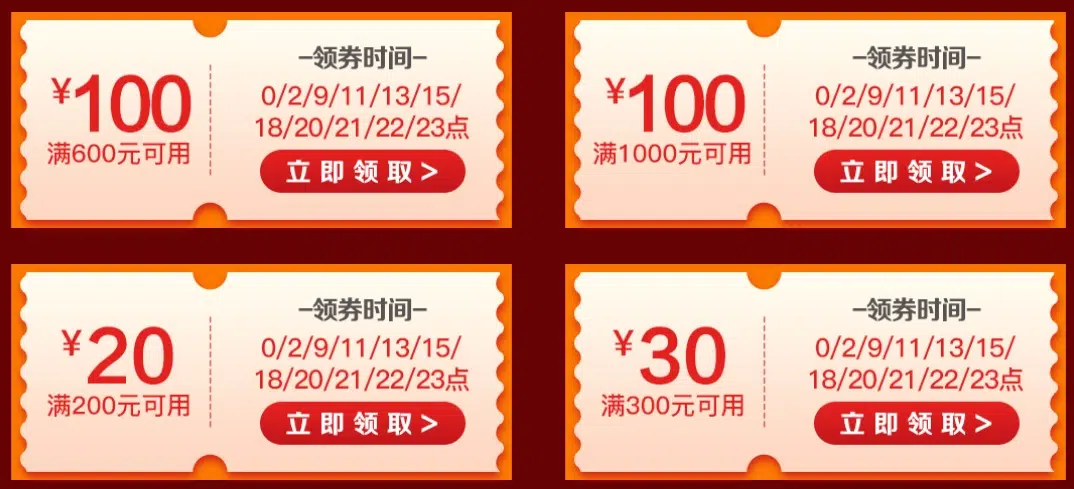 ¥100
满600元可用
-领券时间-
0/2/9/11/13/15/
18/20/21/22/23点
立即领取>
¥100
满1000元可用
-领券时间-
0/2/9/11/13/15/
18/20/21/22/23点
立即领取>
¥20
满200元可用
-领券时间-
0/2/9/11/13/15/
18/20/21/22/23点
立即领取>
¥30
满300元可用
-领券时间-
0/2/9/11/13/15/
18/20/21/22/23点
立即领取>